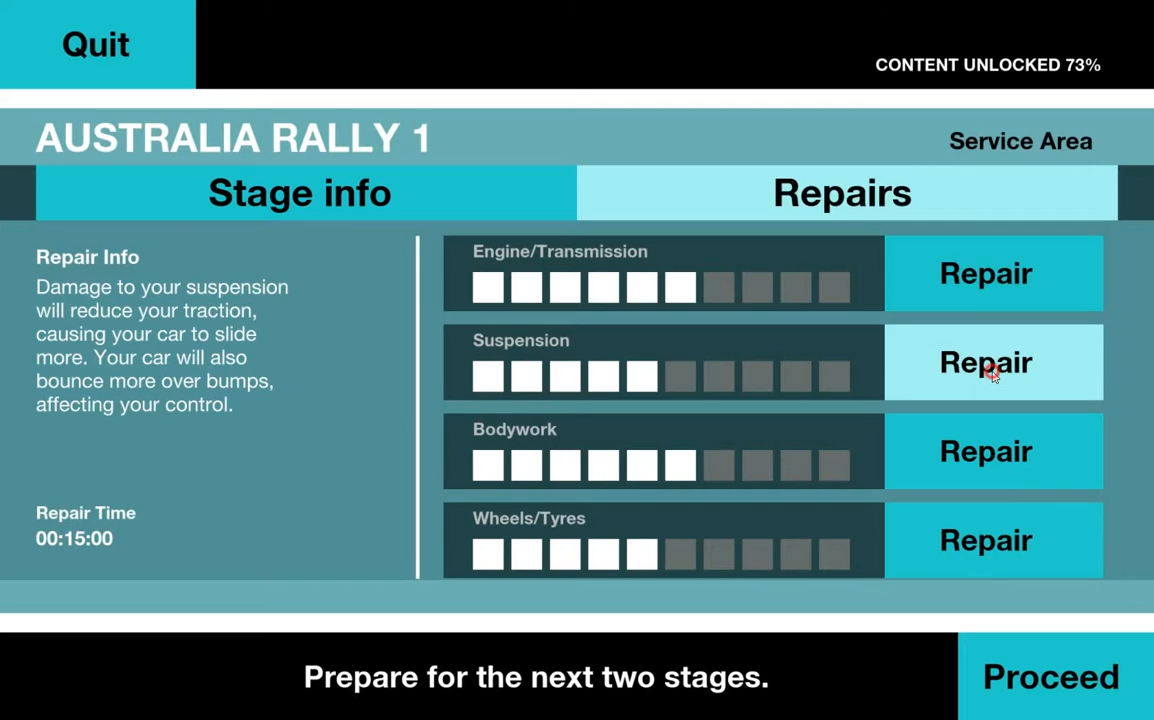 Quit
CONTENT UNLOCKED 73%
AUSTRALIA RALLY 1
Service Area
Stage info
Repairs
Repair Info
Damage to your suspension
will reduce your traction,
causing your car to slide
more. Your car will also
bounce more over bumps,
affecting your control.
Repair Time
00:15:00
Engine/Transmission
Repair
Suspension
Repair
Bodywork
Repair
Wheels/Tyres
Repair
Prepare for the next two stages.
Proceed